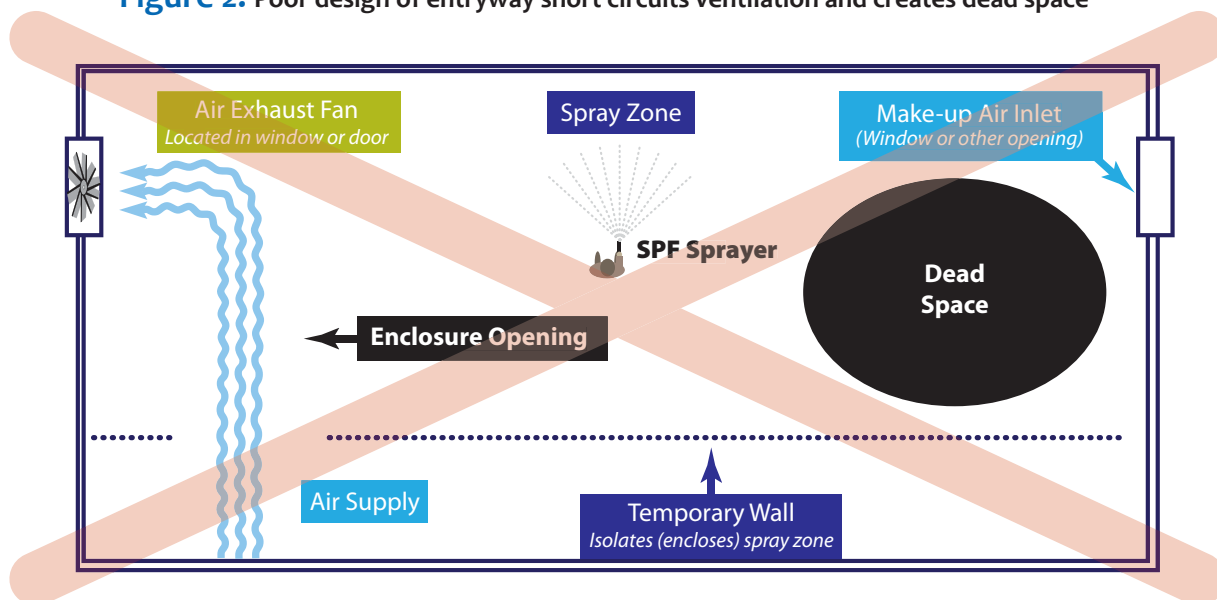 Figure 2. Poor design of entryway short circuits ventilation and creates dead space
Air Exhaust Fan
Located in window or door
Spray Zone
Make-up Air Inlet
(Window or other opening)
SPF Sprayer
Dead
Space
Enclosure Opening
Air Supply
Temporary Wall
Isolates (encloses) spray zone